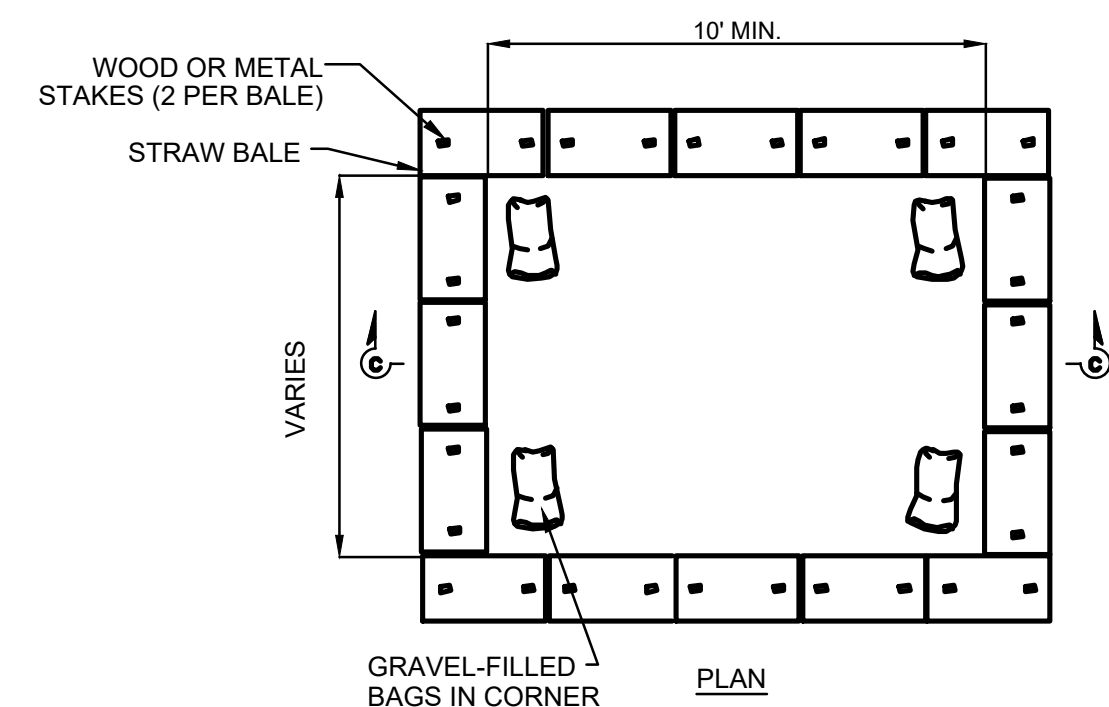 10' MIN.
WOOD OR METAL
STAKES (2 PER BALE)
STRAW BALE
VARIES
C
C
GRAVEL-FILLED
BAGS IN CORNER
PLAN